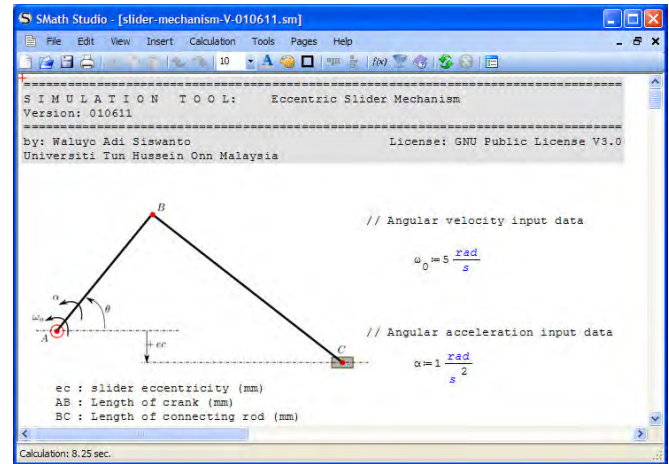 SMath Studio - [slider-mechanism-V-010611.sm]
File Edit View Insert Calculation Tools Pages Help
10 A f(x)
===============================================================================
S I M U L A T I O N   T O O L:   Eccentric Slider Mechanism
Version: 010611
===============================================================================
by: Waluyo Adi Siswanto License: GNU Public License V3.0
Universiti Tun Hussein Onn Malaysia
B
// Angular velocity input data
ω₀≔5 rad/s
α
θ
ω₀
A
+ ec
C
// Angular acceleration input data
α≔1 rad/s²
ec : slider eccentricity (mm)
AB : Length of crank (mm)
BC : Length of connecting rod (mm)
Calculation: 8.25 sec.